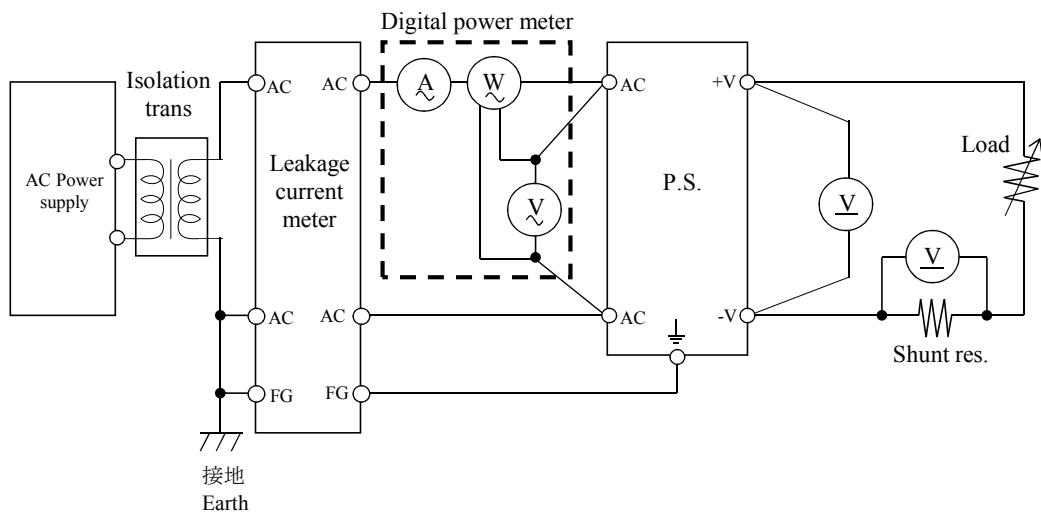 Digital power meter
Isolation
trans
AC Power
supply
AC
AC
Leakage
current
meter
AC
AC
FG
FG
A
W
V
AC
P.S.
AC
+V
-V
V
Load
V
Shunt res.
接地
Earth